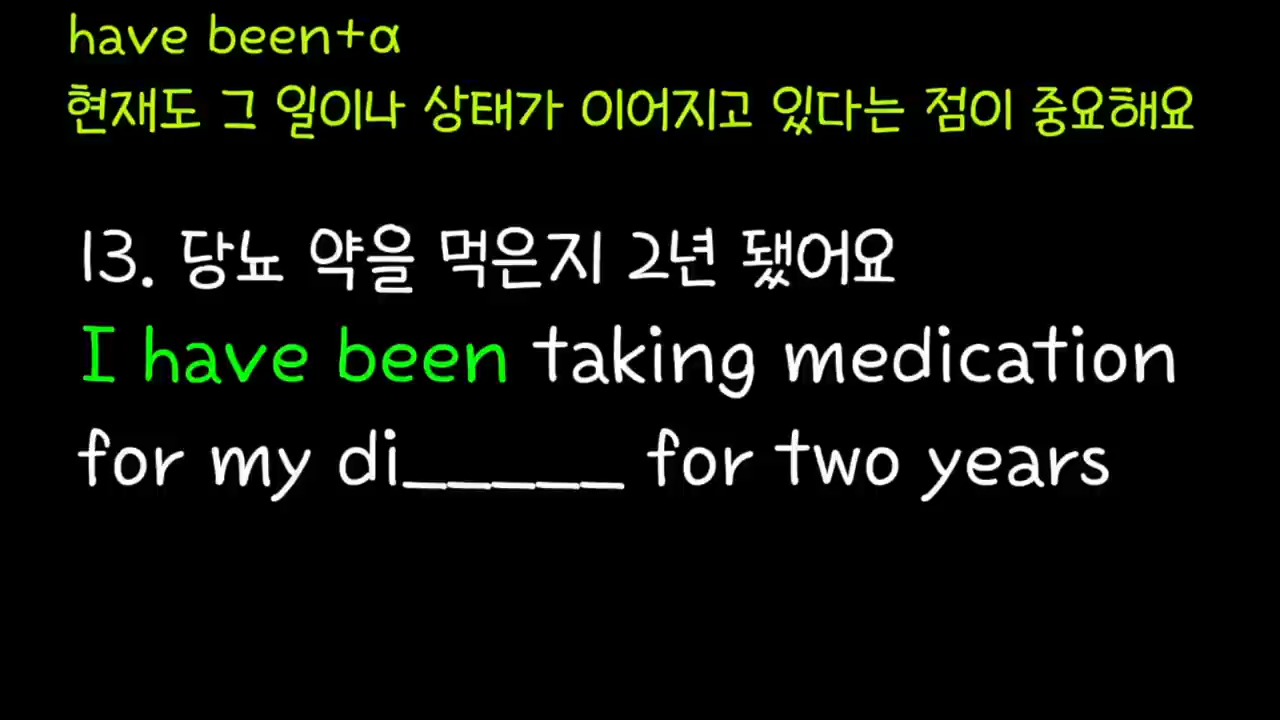 have been+α
현재도 그 일이나 상태가 이어지고 있다는 점이 중요해요
13. 당뇨 약을 먹은지 2년 됐어요
I have been taking medication
for my di_____ for two years